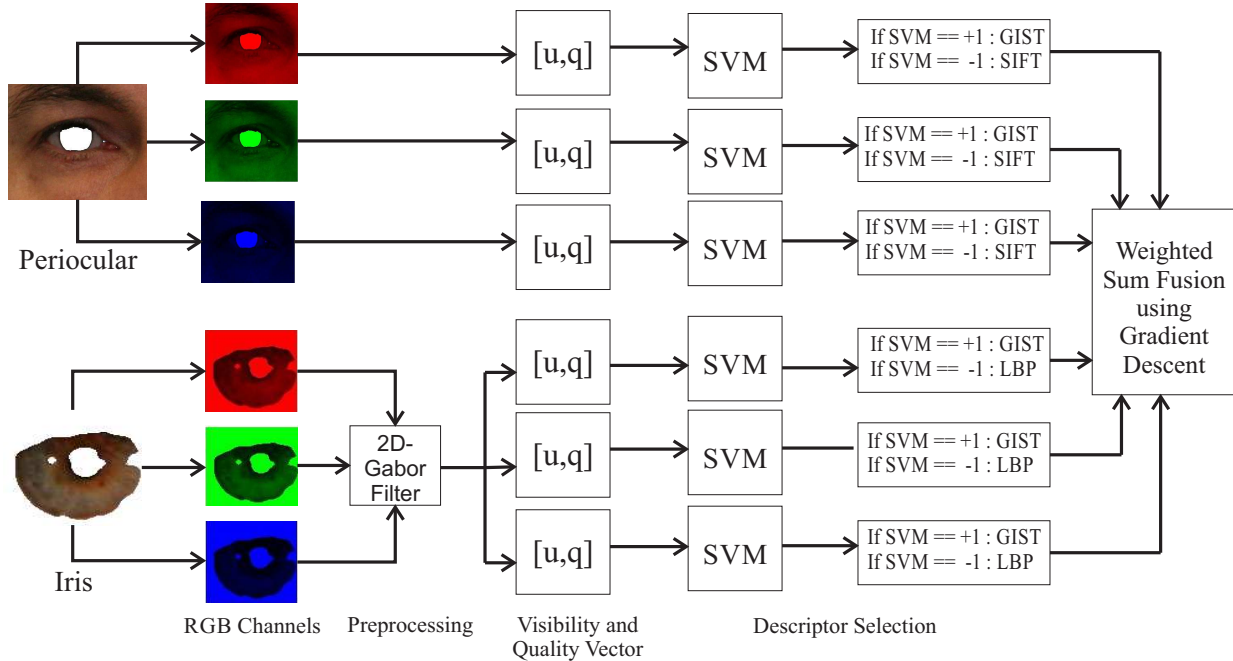 [u,q]
SVM
If SVM == +1 : GIST
If SVM == -1 : SIFT
[u,q]
SVM
If SVM == +1 : GIST
If SVM == -1 : SIFT
Periocular
[u,q]
SVM
If SVM == +1 : GIST
If SVM == -1 : SIFT
Weighted
Sum Fusion
using
Gradient
Descent
[u,q]
SVM
If SVM == +1 : GIST
If SVM == -1 : LBP
2D-
Gabor
Filter
[u,q]
SVM
If SVM == +1 : GIST
If SVM == -1 : LBP
Iris
[u,q]
SVM
If SVM == +1 : GIST
If SVM == -1 : LBP
RGB Channels
Preprocessing
Visibility and
Quality Vector
Descriptor Selection